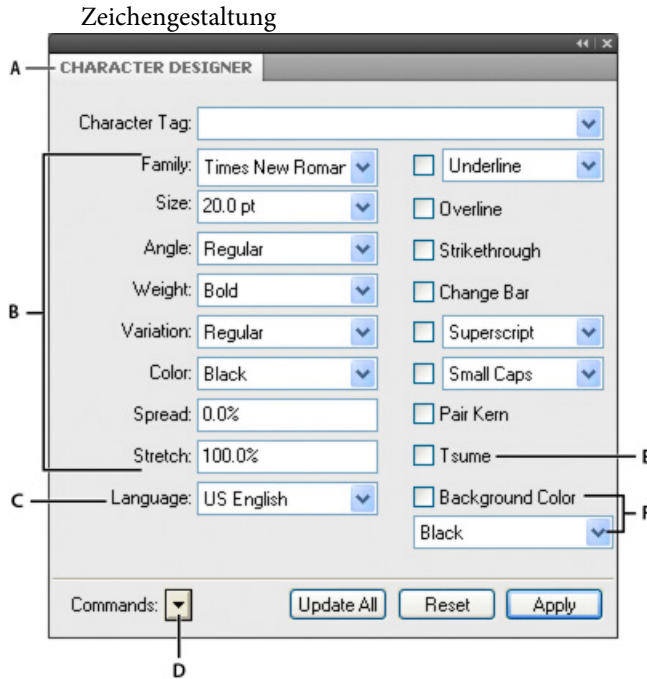 Zeichengestaltung
A
CHARACTER DESIGNER
Character Tag:
B
Family: Times New Roman
Size: 20.0 pt
Angle: Regular
Weight: Bold
Variation: Regular
Color: Black
Spread: 0.0%
Stretch: 100.0%
C
Language: US English
Underline
Overline
Strikethrough
Change Bar
Superscript
Small Caps
Pair Kern
Tsume
E
Background Color
F
Black
Commands:
Update All
Reset
Apply
D